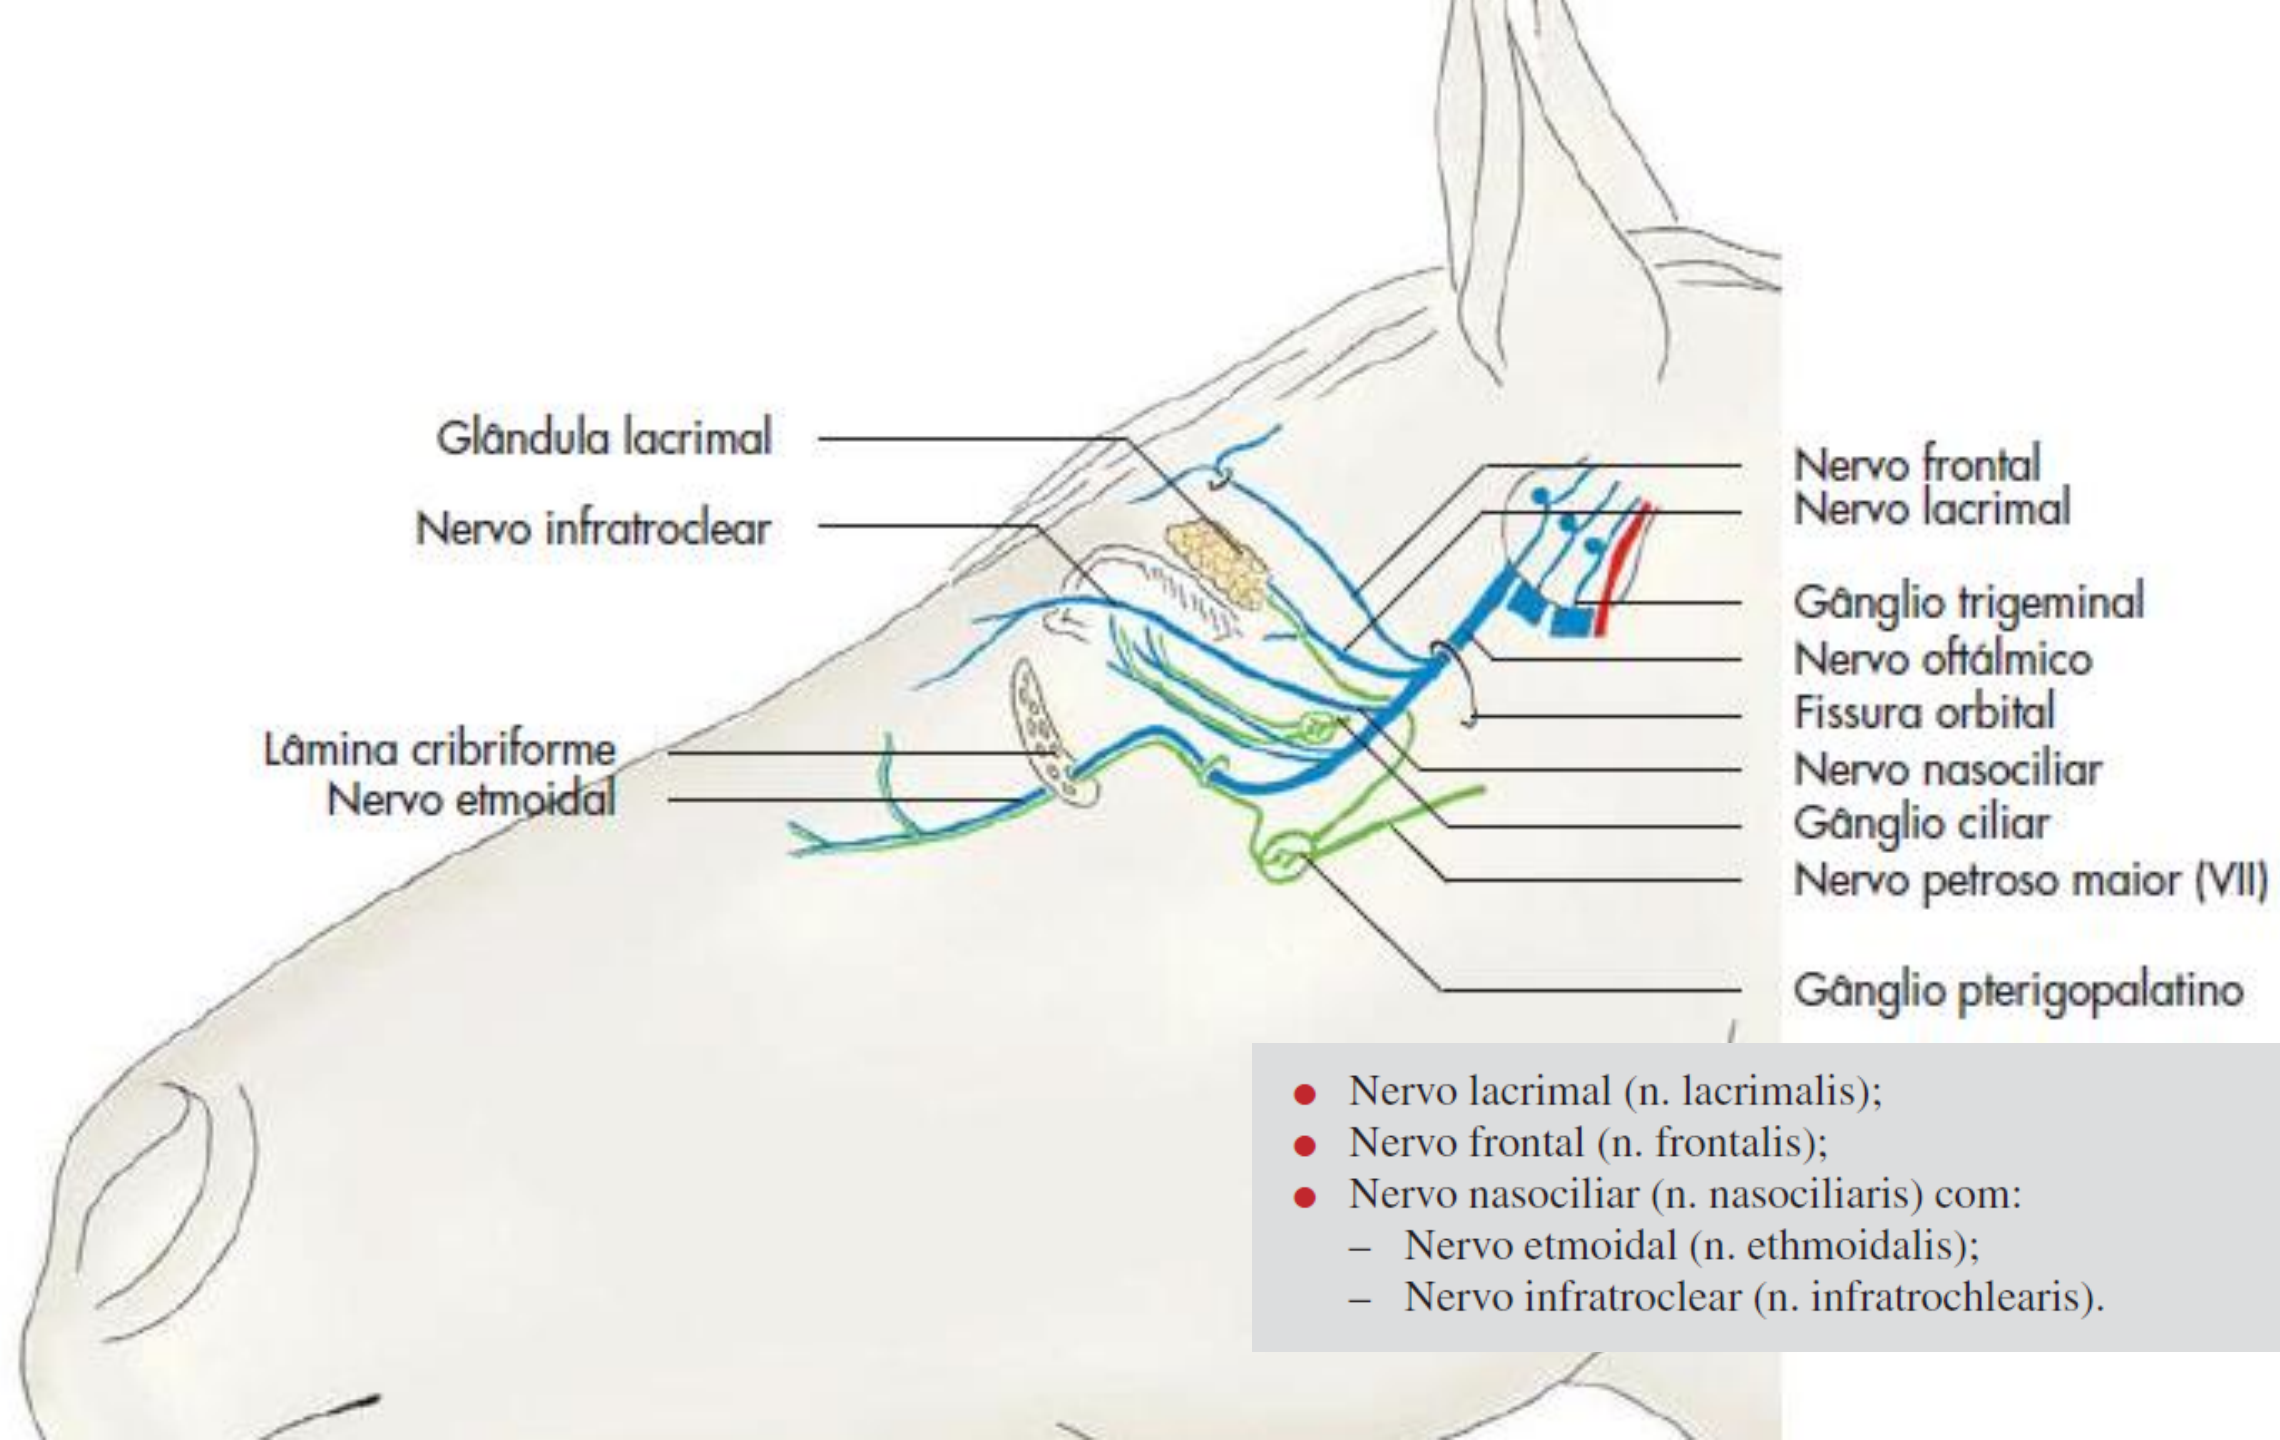 Glândula lacrimal
Nervo infratroclear
Lâmina cribriforme
Nervo etmoidal
Nervo frontal
Nervo lacrimal
Gânglio trigeminal
Nervo oftálmico
Fissura orbital
Nervo nasociliar
Gânglio ciliar
Nervo petroso maior (VII)
Gânglio pterigopalatino
● Nervo lacrimal (n. lacrimalis);
● Nervo frontal (n. frontalis);
● Nervo nasociliar (n. nasociliaris) com:
– Nervo etmoidal (n. ethmoidalis);
– Nervo infratroclear (n. infratrochlearis).